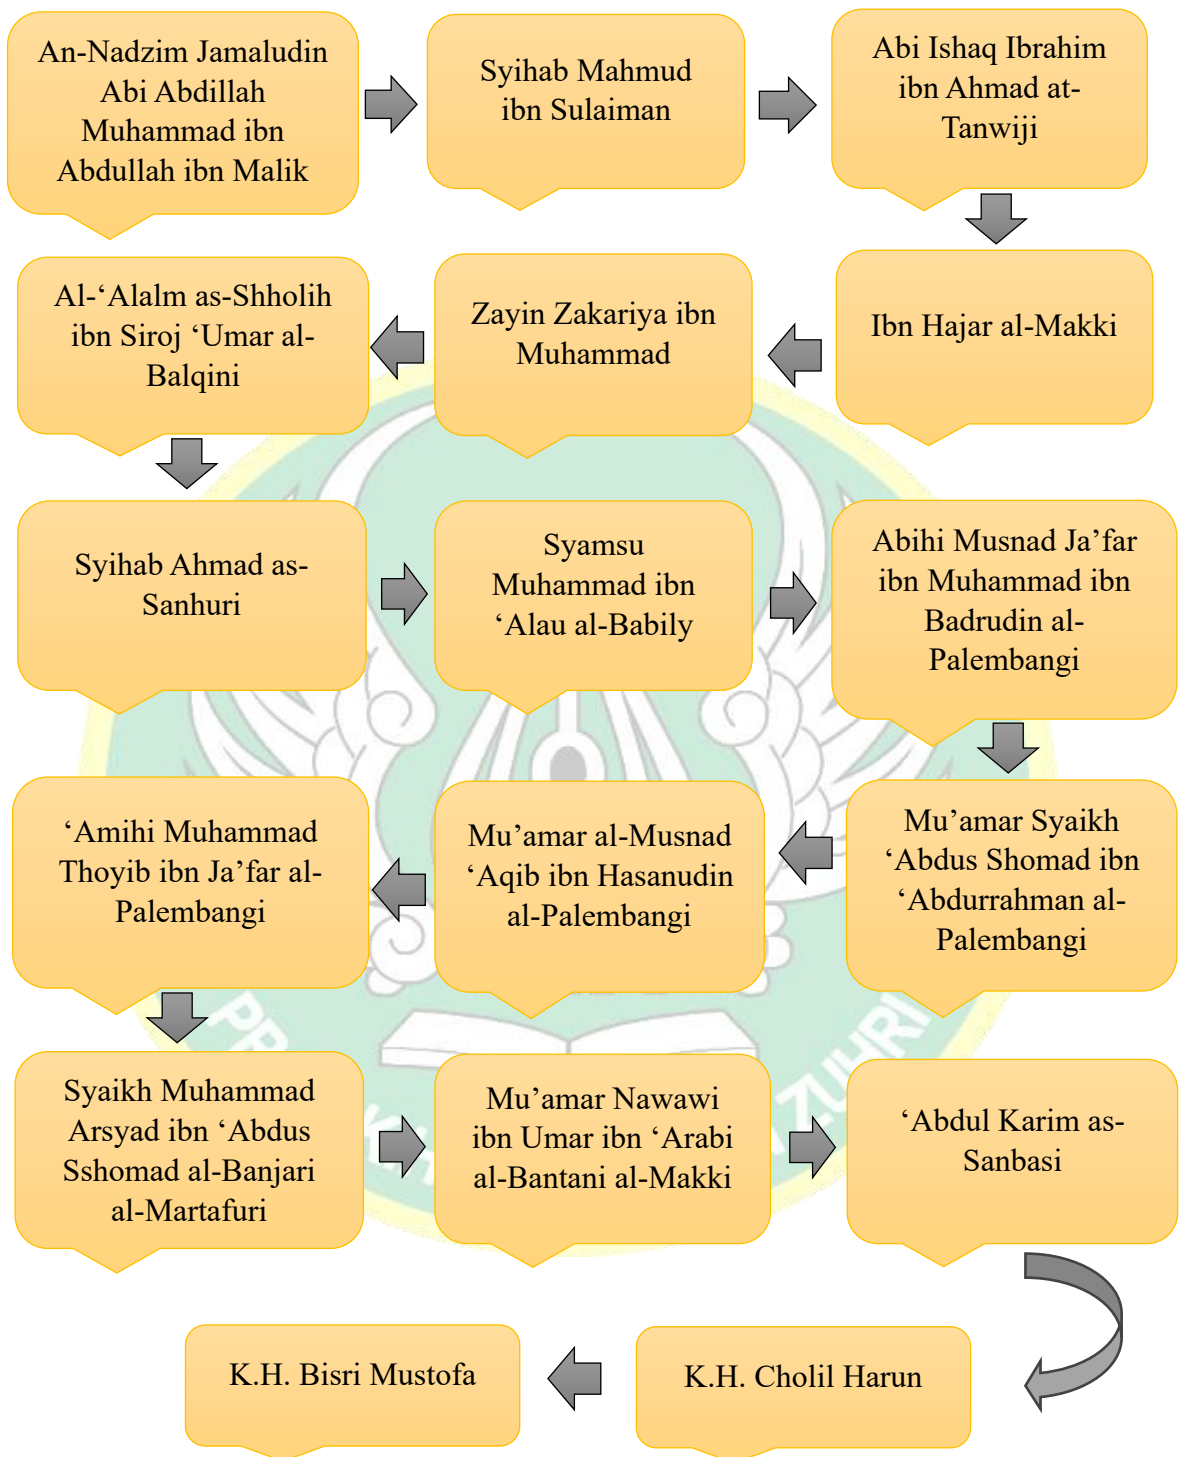 An-Nadzim Jamaludin
Abi Abdillah
Muhammad ibn
Abdullah ibn Malik
Syihab Mahmud
ibn Sulaiman
Abi Ishaq Ibrahim
ibn Ahmad at-
Tanwiji
Ibn Hajar al-Makki
Zayin Zakariya ibn
Muhammad
Al-‘Alalm as-Shholih
ibn Siroj ‘Umar al-
Balqini
Syihab Ahmad as-
Sanhuri
Syamsu
Muhammad ibn
‘Alau al-Babily
Abihi Musnad Ja’far
ibn Muhammad ibn
Badrudin al-
Palembangi
Mu’amar Syaikh
‘Abdus Shomad ibn
‘Abdurrahman al-
Palembangi
Mu’amar al-Musnad
‘Aqib ibn Hasanudin
al-Palembangi
‘Amihi Muhammad
Thoyib ibn Ja’far al-
Palembangi
Syaikh Muhammad
Arsyad ibn ‘Abdus
Sshomad al-Banjari
al-Martafuri
Mu’amar Nawawi
ibn Umar ibn ‘Arabi
al-Bantani al-Makki
‘Abdul Karim as-
Sanbasi
K.H. Cholil Harun
K.H. Bisri Mustofa
ZUHRI